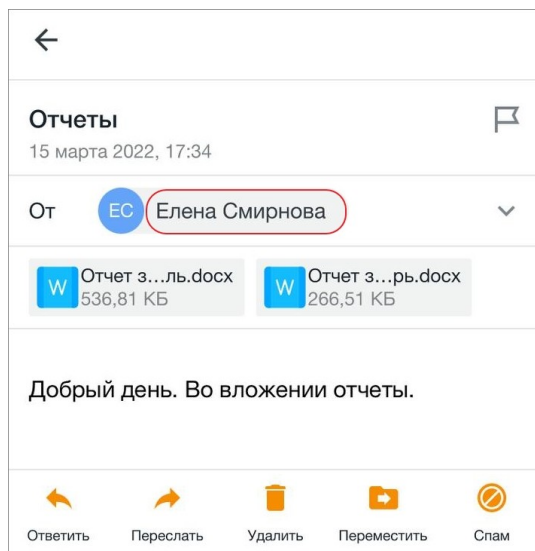 Отчеты
15 марта 2022, 17:34
От ЕС Елена Смирнова
W Отчет з...ль.docx W Отчет з...рь.docx
536,81 КБ 266,51 КБ
Добрый день. Во вложении отчеты.
Ответить Переслать Удалить Переместить Спам